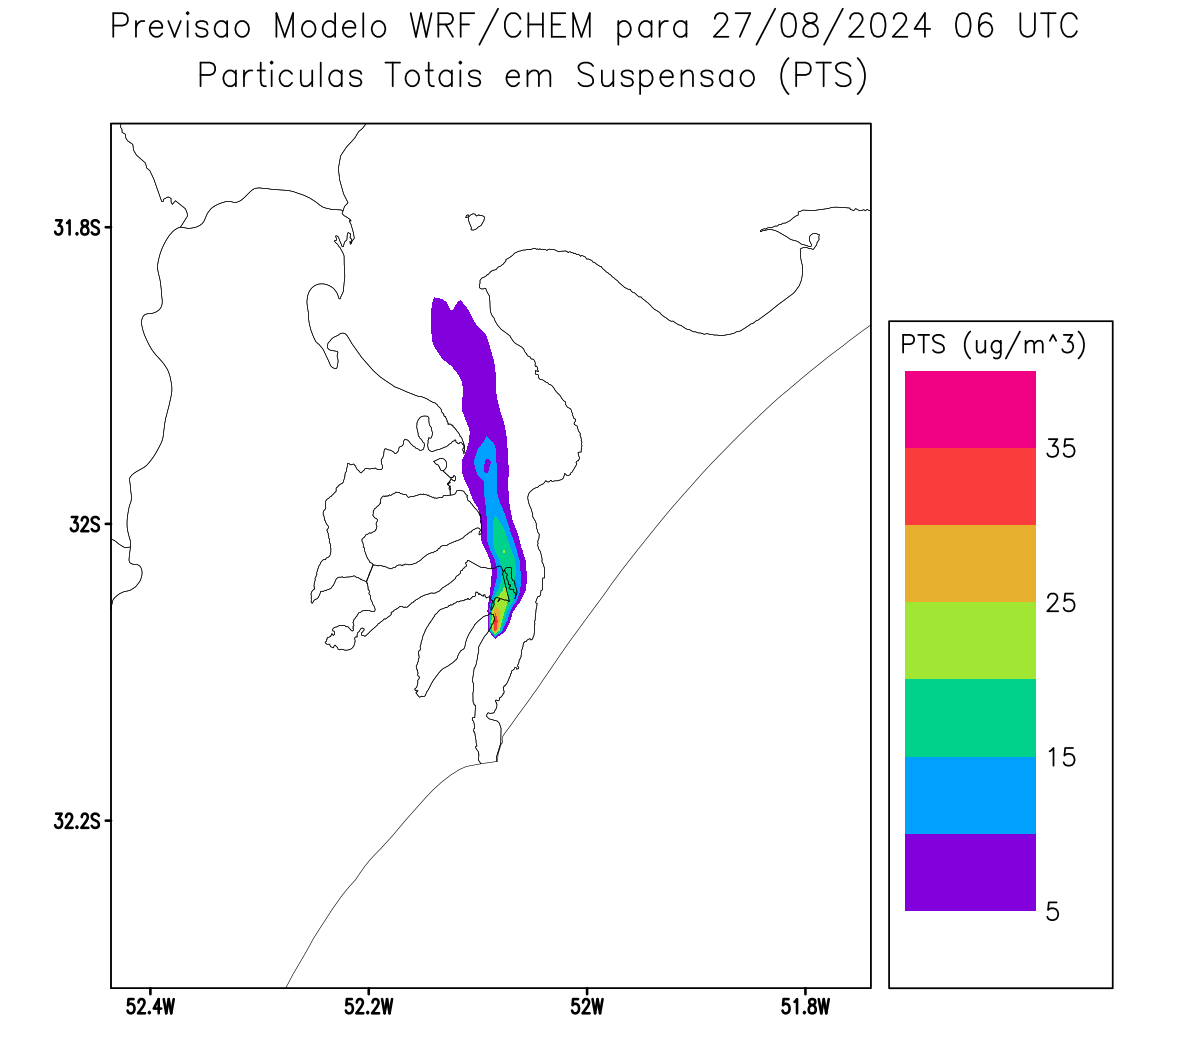 Previsao Modelo WRF/CHEM para 27/08/2024 06 UTC
Particulas Totais em Suspensao (PTS)
31.8S
32S
32.2S
52.4W
52.2W
52W
51.8W
PTS (ug/m^3)
35
25
15
5